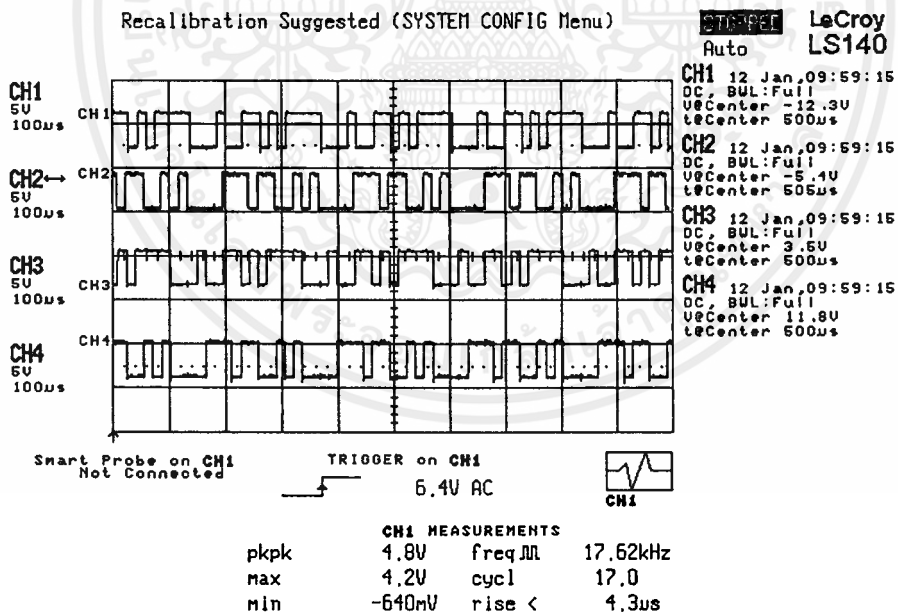 Recalibration Suggested (SYSTEM CONFIG Menu)
STOPPED
LeCroy
Auto
LS140
CH1
5V
100µs
CH1
CH2↔
5V
100µs
CH2
CH3
5V
100µs
CH3
CH4
5V
100µs
CH4
CH1 12 Jan,09:59:15
DC, BWL:Full
V@Center -12.3V
t@Center 500µs
CH2 12 Jan,09:59:15
DC, BWL:Full
V@Center -5.4V
t@Center 505µs
CH3 12 Jan,09:59:15
DC, BWL:Full
V@Center 3.5V
t@Center 500µs
CH4 12 Jan,09:59:15
DC, BWL:Full
V@Center 11.8V
t@Center 500µs
Smart Probe on CH1
Not Connected
TRIGGER on CH1
6.4V AC
CH1
CH1 MEASUREMENTS
pkpk 4.8V freq 17.62kHz
max 4.2V cycl 17.0
min -640mV rise < 4.3µs